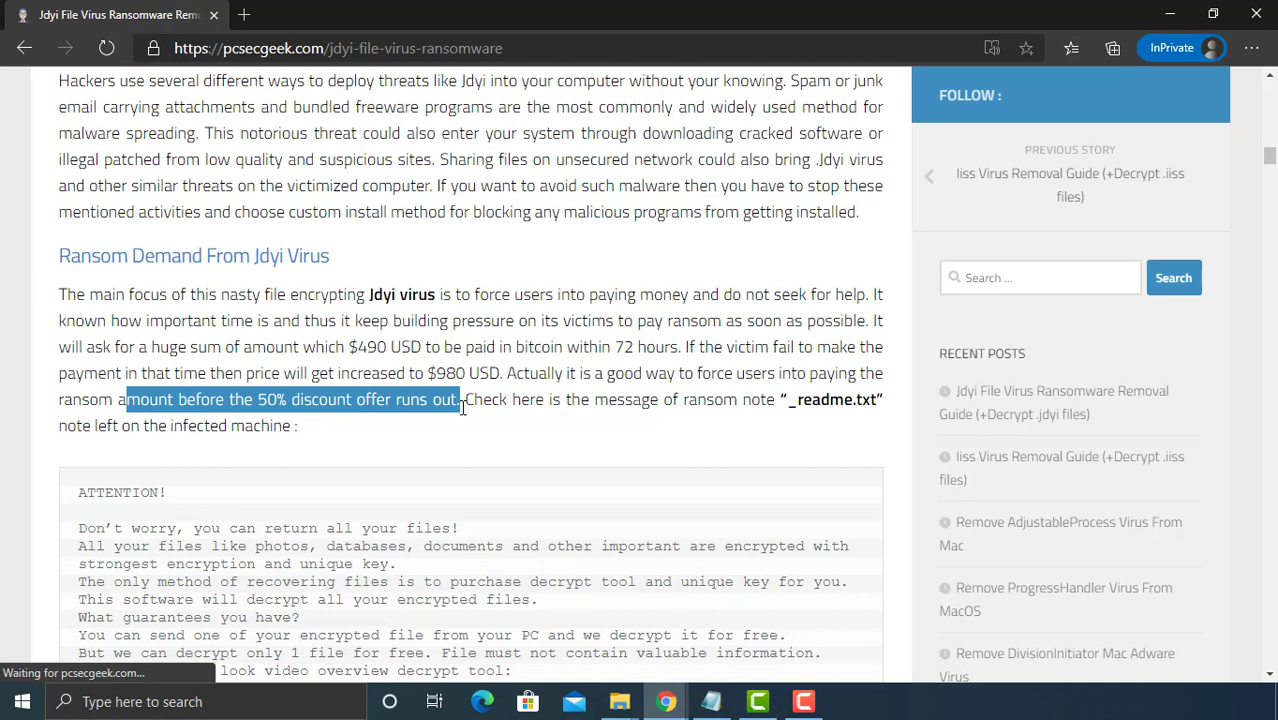 Jdyi File Virus Ransomware Rem
https://pcsecgeek.com/jdyi-file-virus-ransomware
InPrivate
Hackers use several different ways to deploy threats like Jdyi into your computer without your knowing. Spam or junk
email carrying attachments and bundled freeware programs are the most commonly and widely used method for
malware spreading. This notorious threat could also enter your system through downloading cracked software or
illegal patched from low quality and suspicious sites. Sharing files on unsecured network could also bring .Jdyi virus
and other similar threats on the victimized computer. If you want to avoid such malware then you have to stop these
mentioned activities and choose custom install method for blocking any malicious programs from getting installed.
Ransom Demand From Jdyi Virus
The main focus of this nasty file encrypting Jdyi virus is to force users into paying money and do not seek for help. It
known how important time is and thus it keep building pressure on its victims to pay ransom as soon as possible. It
will ask for a huge sum of amount which $490 USD to be paid in bitcoin within 72 hours. If the victim fail to make the
payment in that time then price will get increased to $980 USD. Actually it is a good way to force users into paying the
ransom amount before the 50% discount offer runs out. Check here is the message of ransom note “_readme.txt”
note left on the infected machine :
ATTENTION!
Don’t worry, you can return all your files!
All your files like photos, databases, documents and other important are encrypted with
strongest encryption and unique key.
The only method of recovering files is to purchase decrypt tool and unique key for you.
This software will decrypt all your encrypted files.
What guarantees you have?
You can send one of your encrypted file from your PC and we decrypt it for free.
But we can decrypt only 1 file for free. File must not contain valuable information.
look video overview decrypt tool:
FOLLOW :
PREVIOUS STORY
Iiss Virus Removal Guide (+Decrypt .iiss
files)
Search ...
Search
RECENT POSTS
Jdyi File Virus Ransomware Removal
Guide (+Decrypt .jdyi files)
Iiss Virus Removal Guide (+Decrypt .iiss
files)
Remove AdjustableProcess Virus From
Mac
Remove ProgressHandler Virus From
MacOS
Remove DivisionInitiator Mac Adware
Virus
Waiting for pcsecgeek.com...
Type here to search